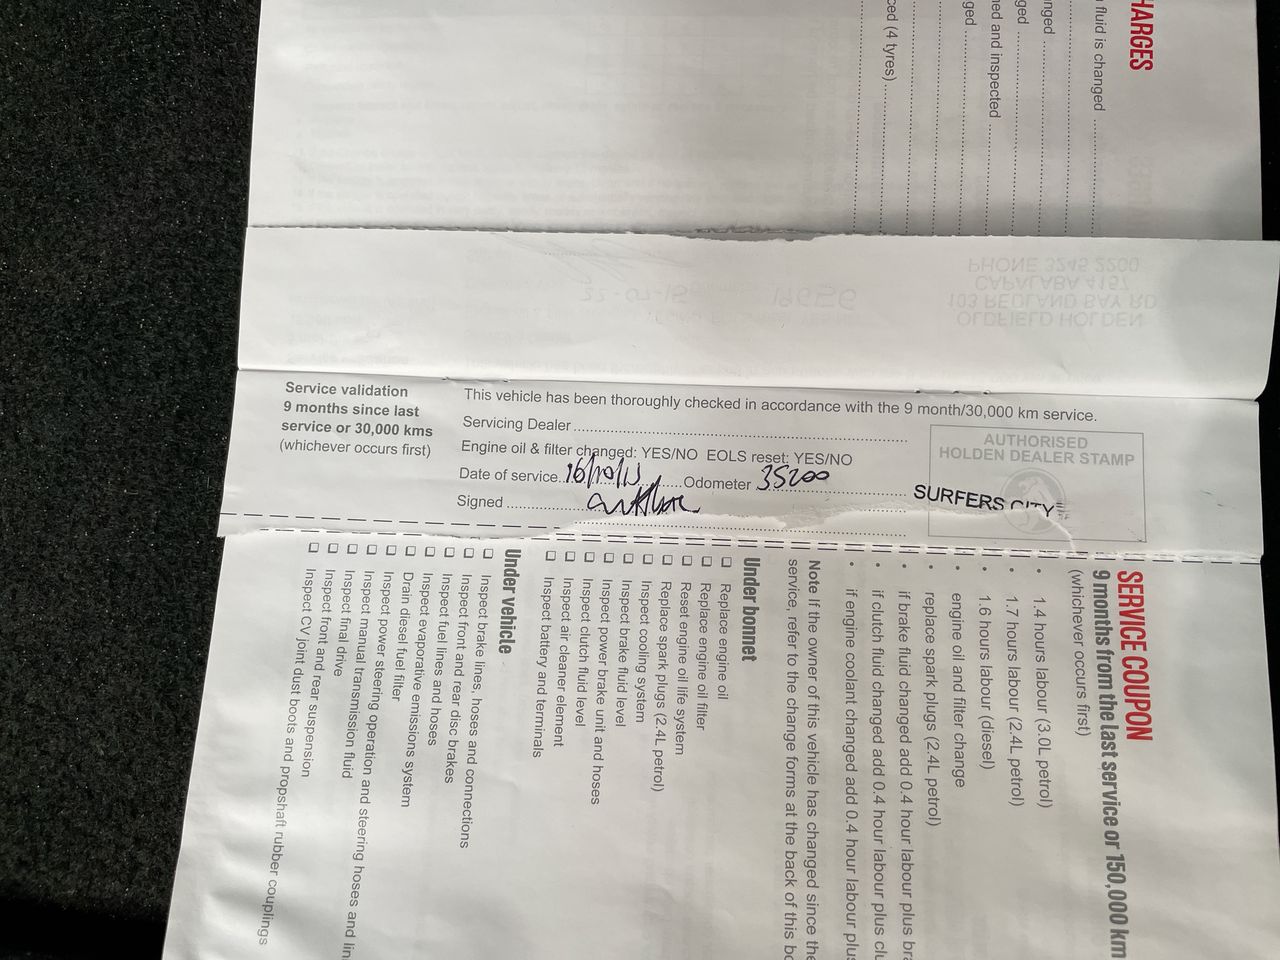 HARGES
fluid is changed
nged
ged
ned and inspected
ged
ced (4 tyres)
PHONE 3245 2200
CAPALABA 4157
103 REDLAND BAY RD
OLDFIELD HOLDEN
Service validation
9 months since last
service or 30,000 kms
(whichever occurs first)
This vehicle has been thoroughly checked in accordance with the 9 month/30,000 km service.
Servicing Dealer
Engine oil & filter changed: YES/NO EOLS reset: YES/NO
Date of service 16/10/13 Odometer 35200
Signed
AUTHORISED
HOLDEN DEALER STAMP
SURFERS CITY
SERVICE COUPON
9 months from the last service or 150,000 km
(whichever occurs first)
• 1.4 hours labour (3.0L petrol)
• 1.7 hours labour (2.4L petrol)
• 1.6 hours labour (diesel)
• engine oil and filter change
• replace spark plugs (2.4L petrol)
• if brake fluid changed add 0.4 hour labour plus bra
• if clutch fluid changed add 0.4 hour labour plus clu
• if engine coolant changed add 0.4 hour labour plus
Note If the owner of this vehicle has changed since the
service, refer to the change forms at the back of this bo
Under bonnet
☐ Replace engine oil
☐ Replace engine oil filter
☐ Reset engine oil life system
☐ Replace spark plugs (2.4L petrol)
☐ Inspect cooling system
☐ Inspect brake fluid level
☐ Inspect power brake unit and hoses
☐ Inspect clutch fluid level
☐ Inspect air cleaner element
☐ Inspect battery and terminals
Under vehicle
☐ Inspect brake lines, hoses and connections
☐ Inspect front and rear disc brakes
☐ Inspect fuel lines and hoses
☐ Inspect evaporative emissions system
☐ Drain diesel fuel filter
☐ Inspect power steering operation and steering hoses and lin
☐ Inspect manual transmission fluid
☐ Inspect final drive
☐ Inspect front and rear suspension
☐ Inspect CV joint dust boots and propshaft rubber couplings